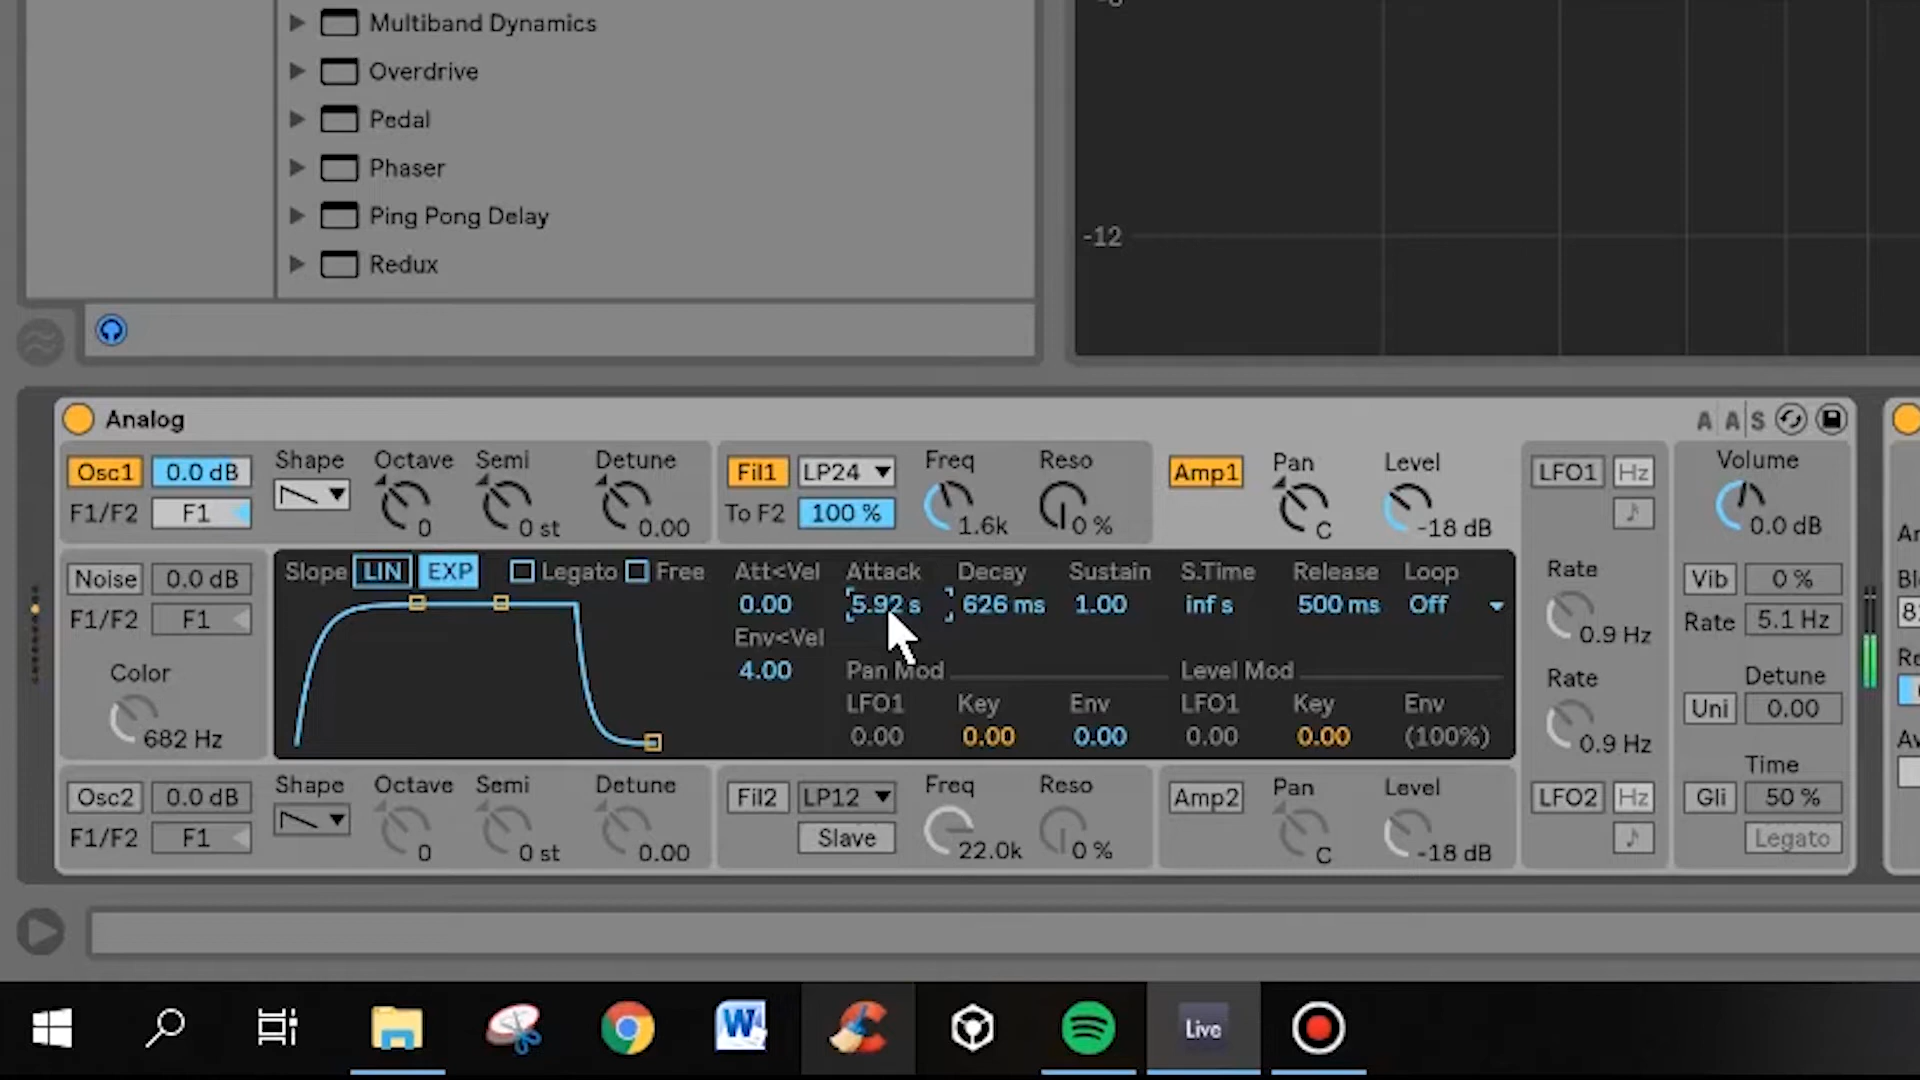 Multiband Dynamics
Overdrive
Pedal
Phaser
Ping Pong Delay
Redux
-12
Analog
A A S
Osc1 0.0 dB Shape Octave Semi Detune Fil1 LP24 Freq Reso Amp1 Pan Level LFO1 Hz Volume
F1/F2 F1 0 0 st 0.00 To F2 100 % 1.6k 0 % C -18 dB 0.0 dB
Noise 0.0 dB Slope LIN EXP Legato Free Att<Vel Attack Decay Sustain S.Time Release Loop Rate Vib 0 %
F1/F2 F1 0.00 5.92 s 626 ms 1.00 inf s 500 ms Off 0.9 Hz Rate 5.1 Hz
Env<Vel
Color 4.00 Pan Mod Level Mod Rate Detune
682 Hz LFO1 Key Env LFO1 Key Env Uni 0.00
0.00 0.00 0.00 0.00 0.00 (100%) 0.9 Hz
Osc2 0.0 dB Shape Octave Semi Detune Fil2 LP12 Freq Reso Amp2 Pan Level LFO2 Hz Time
Gli 50 %
F1/F2 F1 0 0 st 0.00 Slave 22.0k 0 % C -18 dB Legato
W
Live